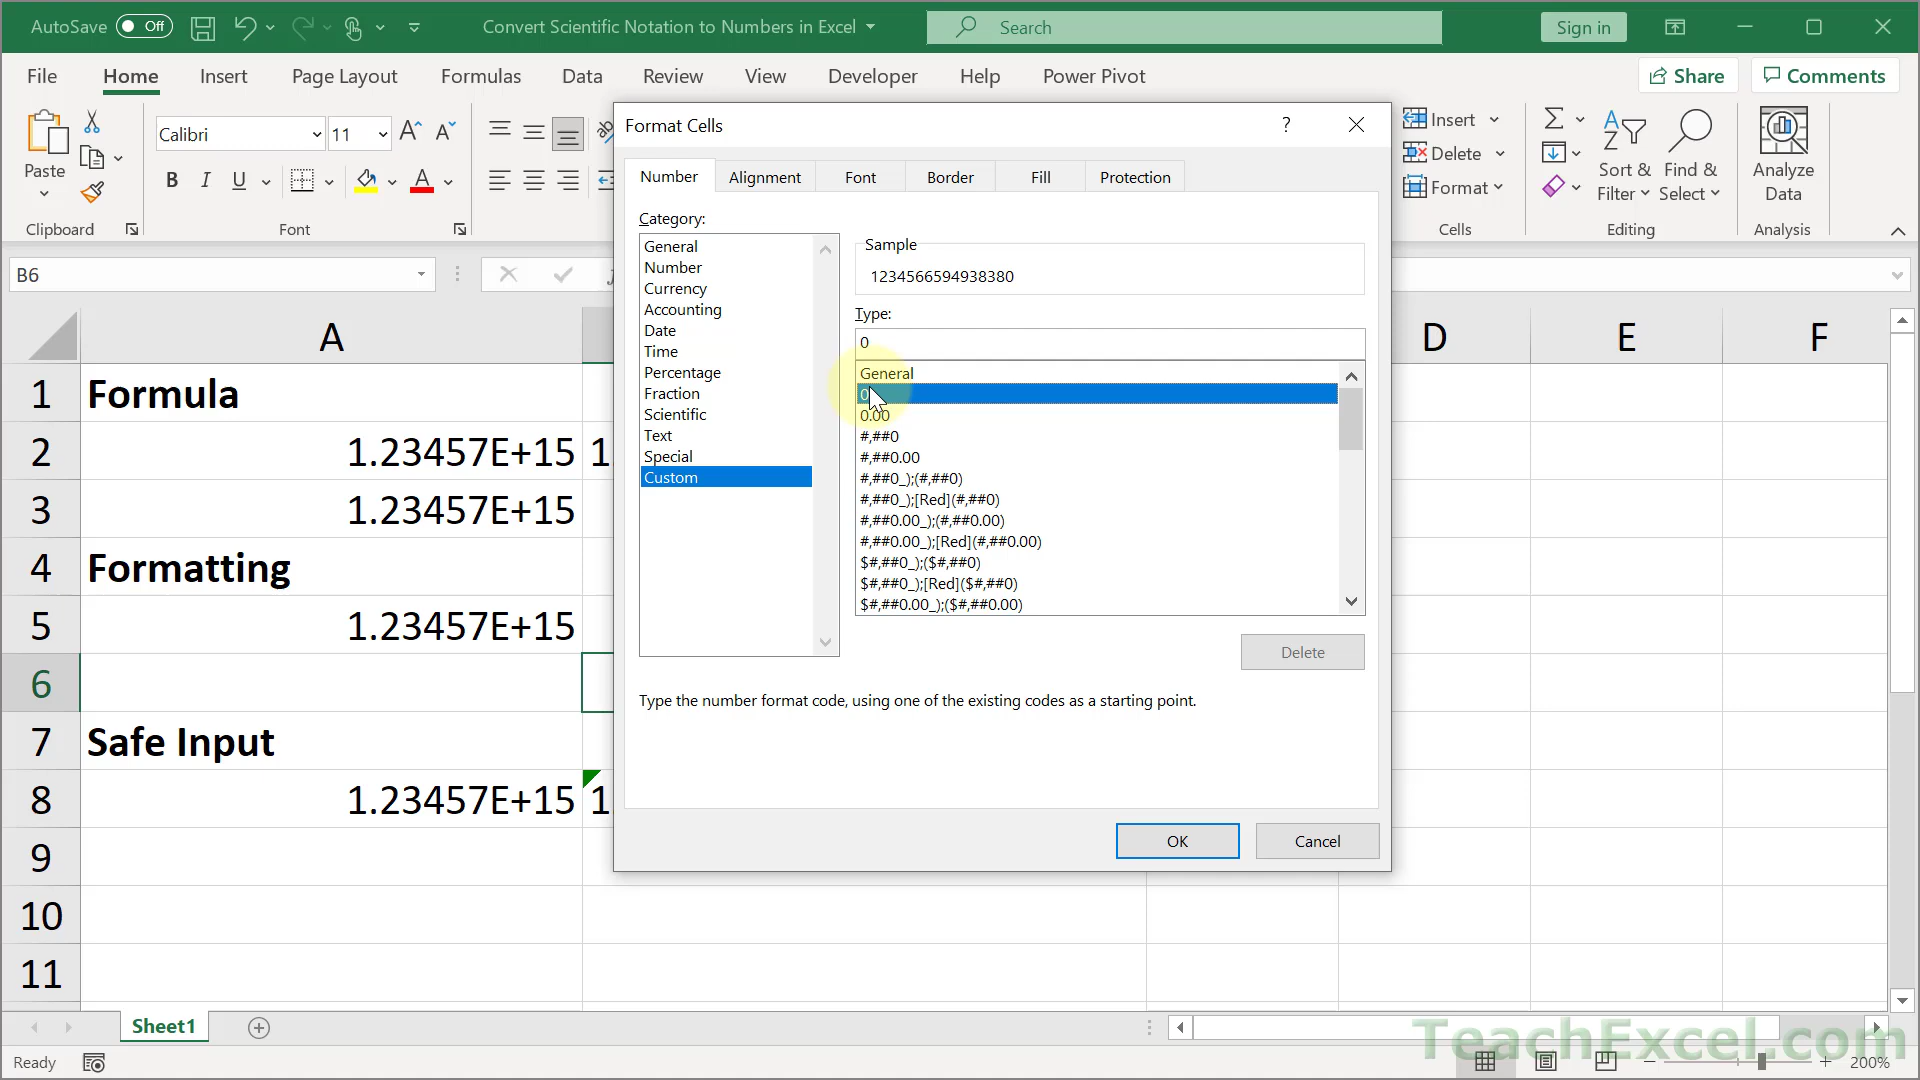 AutoSave Off
Convert Scientific Notation to Numbers in Excel
Search
Sign in
File Home Insert Page Layout Formulas Data Review View Developer Help Power Pivot
Share Comments
Paste
Clipboard
Calibri 11
B I U
Font
Insert
Delete
Format
Cells
Sort & Filter
Find & Select
Editing
Analyze Data
Analysis
B6
A D E F
1 Formula
2 1.23457E+15 1
3 1.23457E+15
4 Formatting
5 1.23457E+15
6
7 Safe Input
8 1.23457E+15 1
9
10
11
Format Cells
?
Number Alignment Font Border Fill Protection
Category:
General
Number
Currency
Accounting
Date
Time
Percentage
Fraction
Scientific
Text
Special
Custom
Sample
1234566594938380
Type:
0
General
0
0.00
#,##0
#,##0.00
#,##0_);(#,##0)
#,##0_);[Red](#,##0)
#,##0.00_);(#,##0.00)
#,##0.00_);[Red](#,##0.00)
$#,##0_);($#,##0)
$#,##0_);[Red]($#,##0)
$#,##0.00_);($#,##0.00)
Delete
Type the number format code, using one of the existing codes as a starting point.
OK Cancel
Sheet1
TeachExcel.com
Ready
200%